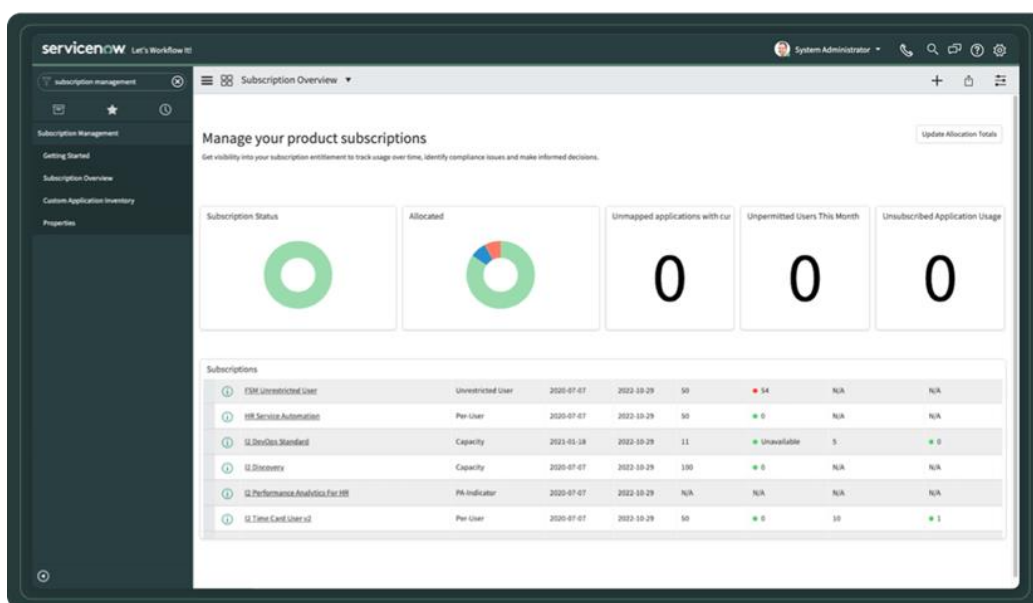 servicenow Let's Workflow It!
System Administrator
subscription management
Subscription Overview
Subscription Management
Getting Started
Subscription Overview
Custom Application Inventory
Properties
Manage your product subscriptions
Update Allocation Totals
Get visibility into your subscription entitlement to track usage over time, identify compliance issues and make informed decisions.
Subscription Status
Allocated
Unmapped applications with cur
Unpermitted Users This Month
Unsubscribed Application Usage
0
0
0
Subscriptions
FSM Unrestricted User Unrestricted User 2020-07-07 2022-10-29 50 54 N/A N/A
HR Service Automation Per-User 2020-07-07 2022-10-29 50 0 N/A N/A
I2 DevOps Standard Capacity 2021-01-18 2022-10-29 11 Unavailable 5 0
I2 Discovery Capacity 2020-07-07 2022-10-29 100 0 N/A N/A
I2 Performance Analytics For HR PA-Indicator 2020-07-07 2022-10-29 N/A N/A N/A N/A
I2 Time Card User v2 Per-User 2020-07-07 2022-10-29 50 0 10 1